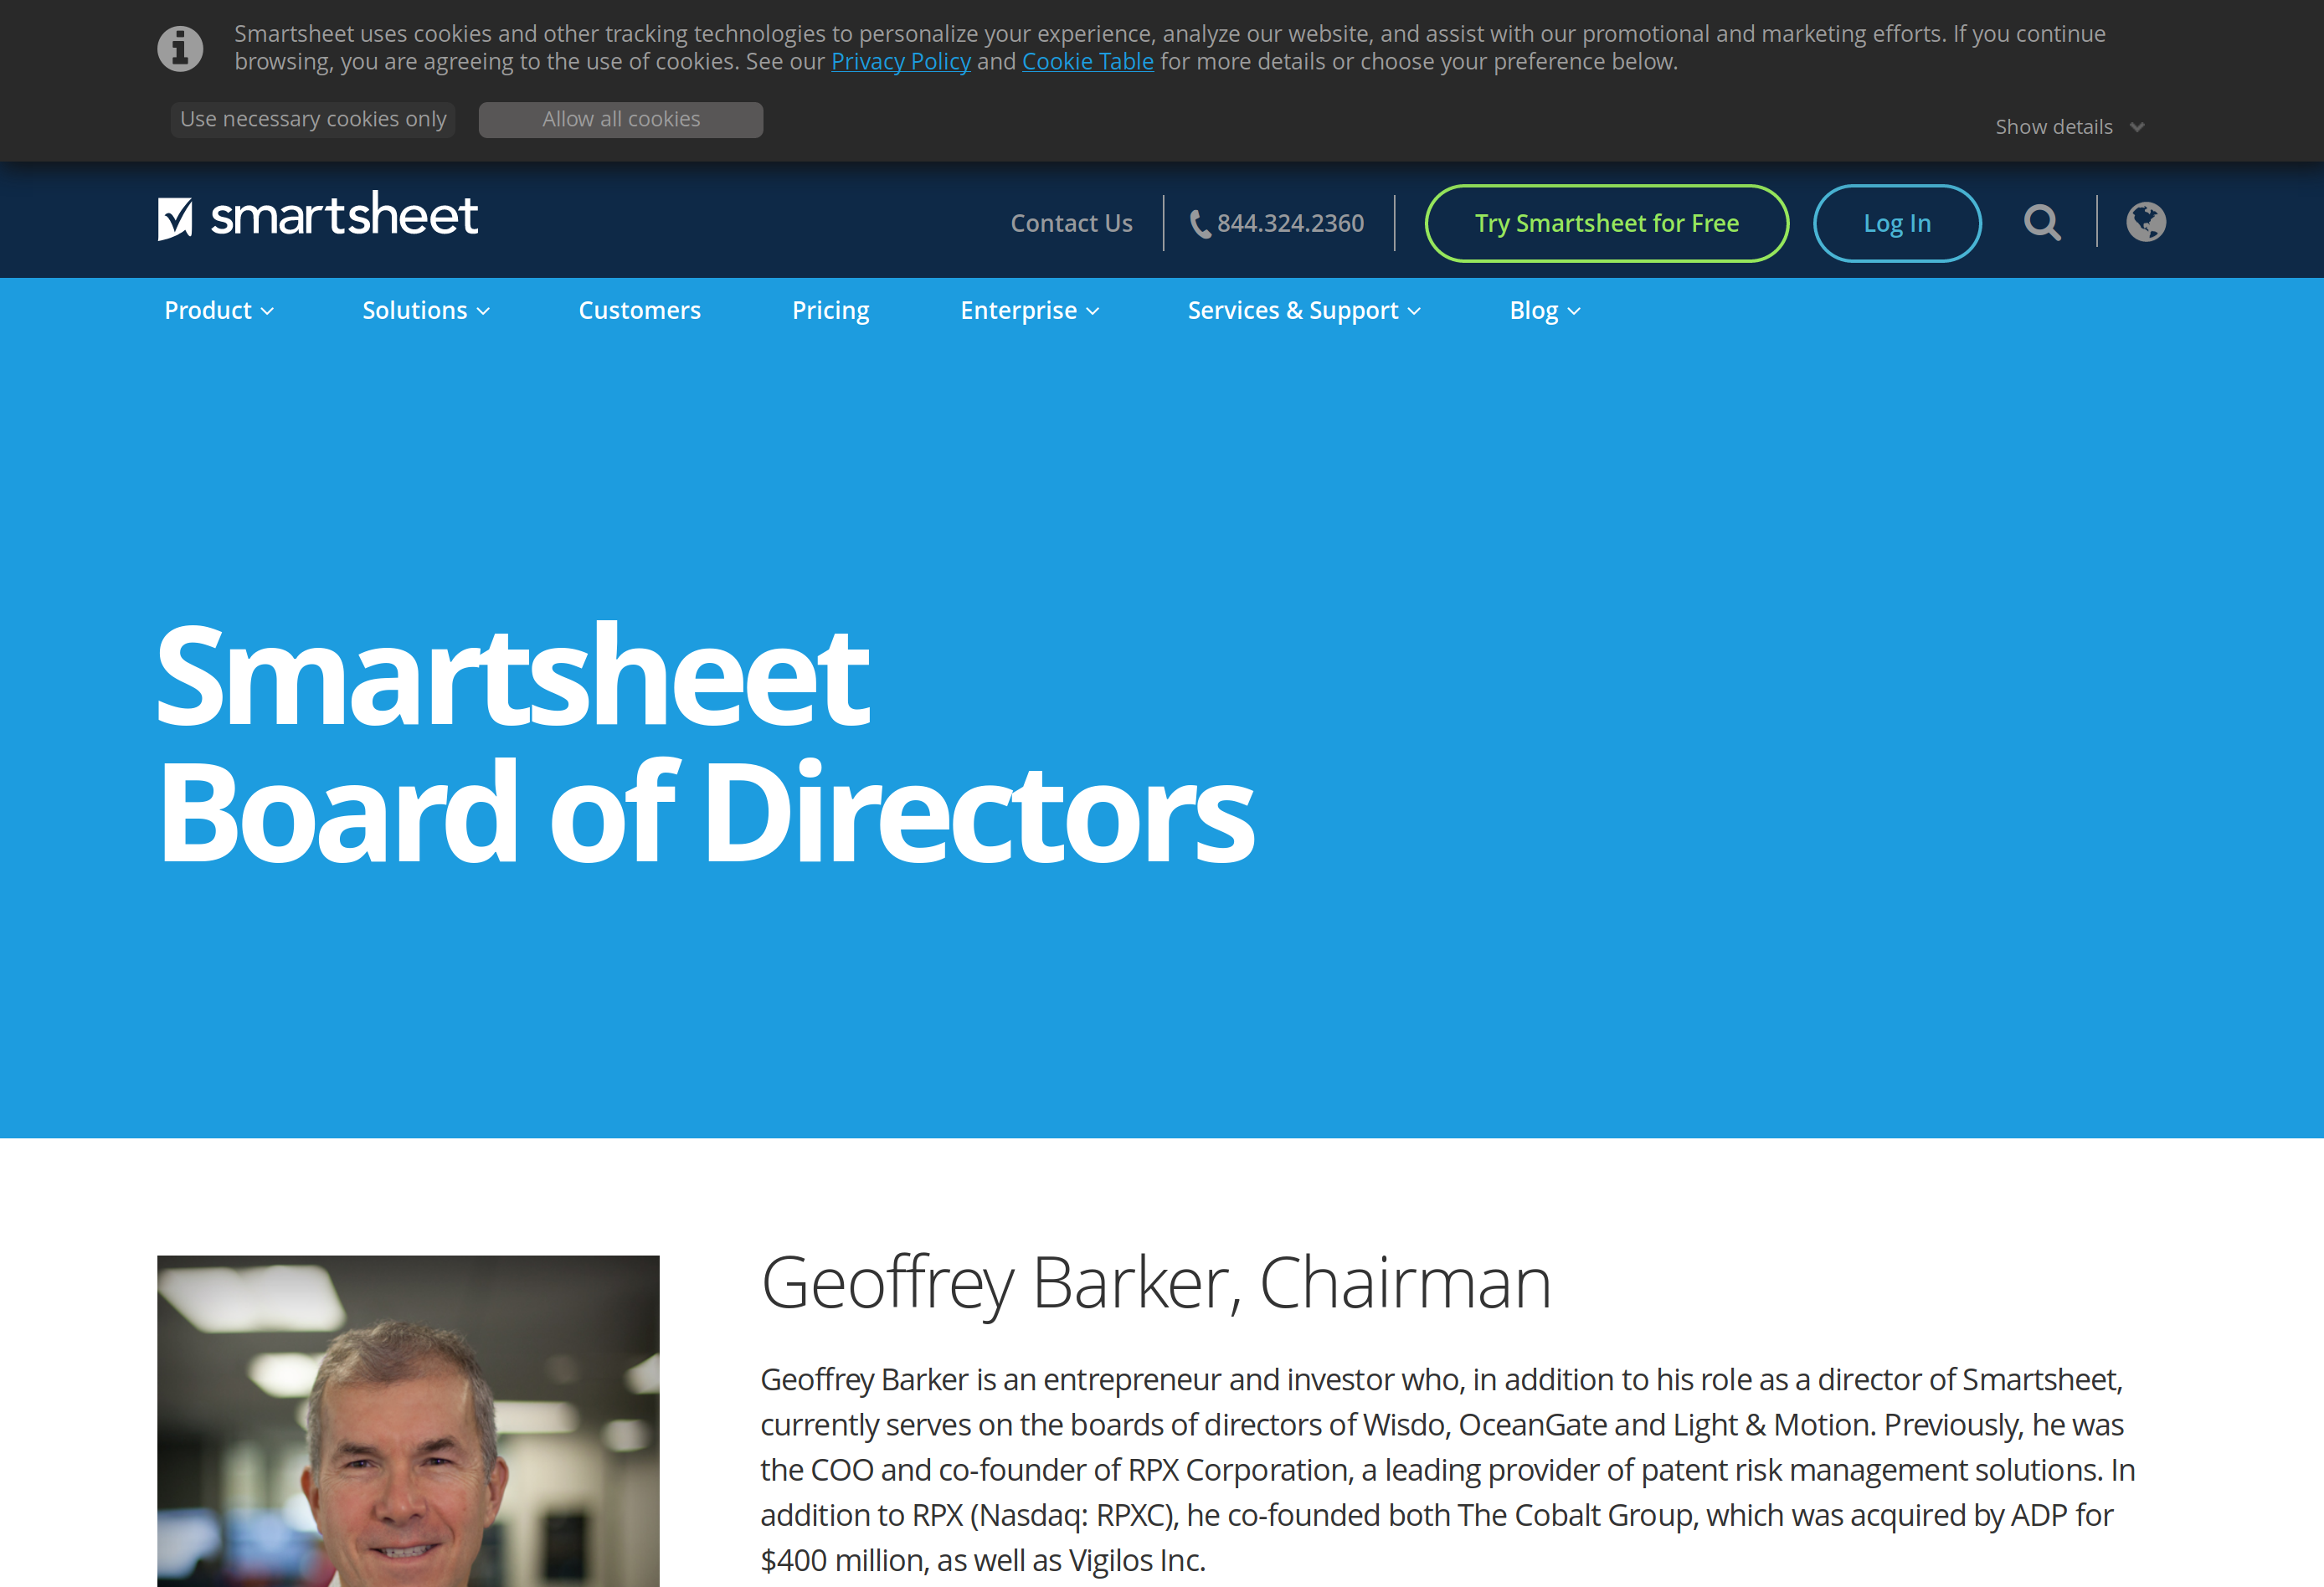 Smartsheet uses cookies and other tracking technologies to personalize your experience, analyze our website, and assist with our promotional and marketing efforts. If you continue
browsing, you are agreeing to the use of cookies. See our Privacy Policy and Cookie Table for more details or choose your preference below.
Use necessary cookies only
Allow all cookies
Show details
smartsheet
Contact Us
844.324.2360
Try Smartsheet for Free
Log In
Product
Solutions
Customers
Pricing
Enterprise
Services & Support
Blog
Smartsheet
Board of Directors
Geoffrey Barker, Chairman
Geoffrey Barker is an entrepreneur and investor who, in addition to his role as a director of Smartsheet,
currently serves on the boards of directors of Wisdo, OceanGate and Light & Motion. Previously, he was
the COO and co-founder of RPX Corporation, a leading provider of patent risk management solutions. In
addition to RPX (Nasdaq: RPXC), he co-founded both The Cobalt Group, which was acquired by ADP for
$400 million, as well as Vigilos Inc.